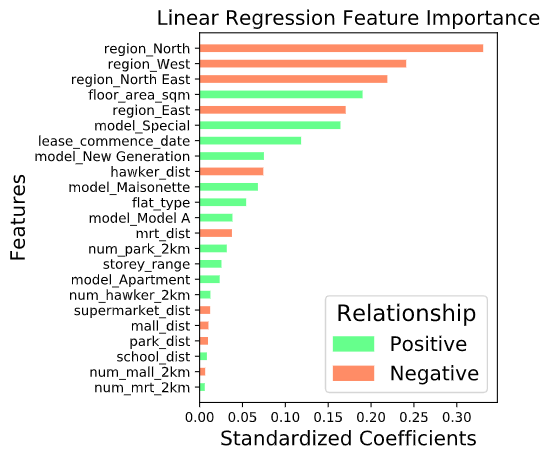 Linear Regression Feature Importance
Features
region_North
region_West
region_North East
floor_area_sqm
region_East
model_Special
lease_commence_date
model_New Generation
hawker_dist
model_Maisonette
flat_type
model_Model A
mrt_dist
num_park_2km
storey_range
model_Apartment
num_hawker_2km
supermarket_dist
mall_dist
park_dist
school_dist
num_mall_2km
num_mrt_2km
Relationship
Positive
Negative
0.00 0.05 0.10 0.15 0.20 0.25 0.30
Standardized Coefficients